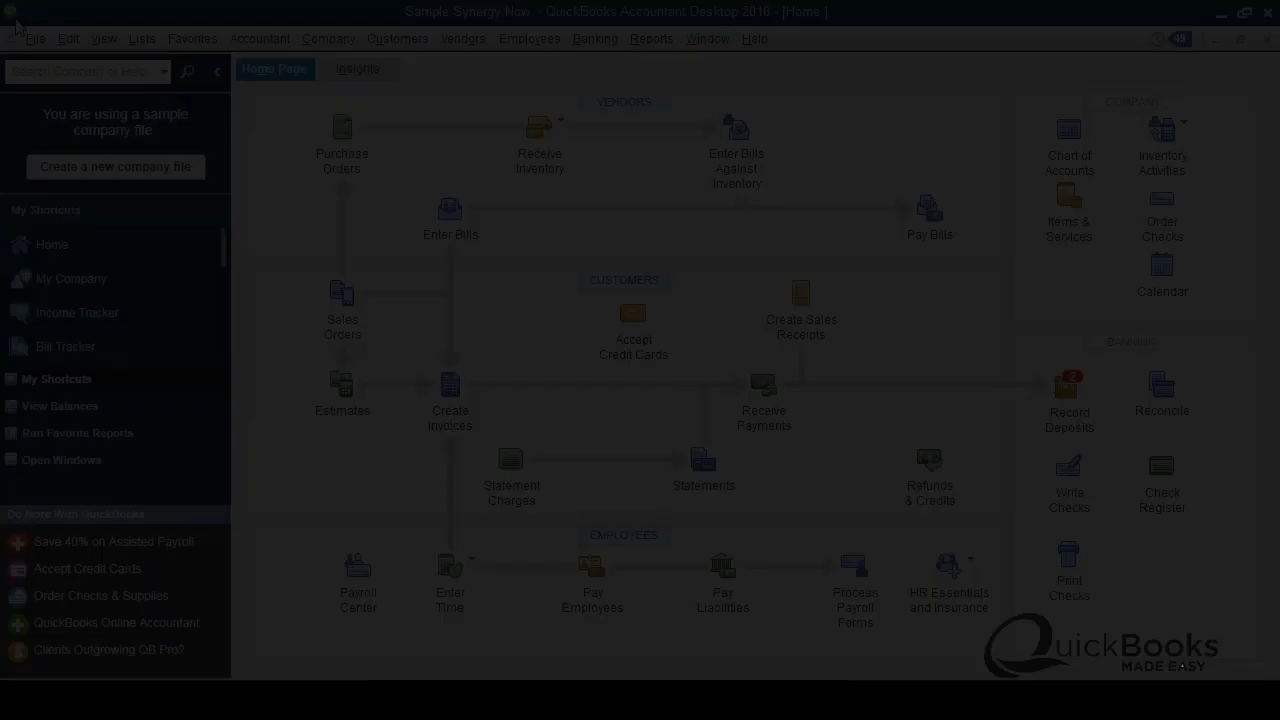 Sample Synergy Now - QuickBooks Accountant Desktop 2016 - [Home ]
File Edit View Lists Favorites Accountant Company Customers Vendors Employees Banking Reports Window Help
49
Search Company or Help
Home Page Insights
You are using a sample
company file
Create a new company file
My Shortcuts
Home
My Company
Income Tracker
Bill Tracker
My Shortcuts
View Balances
Run Favorite Reports
Open Windows
Do More With QuickBooks
Save 40% on Assisted Payroll
Accept Credit Cards
Order Checks & Supplies
QuickBooks Online Accountant
Clients Outgrowing QB Pro?
VENDORS
Purchase
Orders
Receive
Inventory
Enter Bills
Against
Inventory
Enter Bills
Pay Bills
CUSTOMERS
Sales
Orders
Accept
Credit Cards
Create Sales
Receipts
Estimates
Create
Invoices
Receive
Payments
Statement
Charges
Statements
Refunds
& Credits
EMPLOYEES
Payroll
Center
Enter
Time
Pay
Employees
Pay
Liabilities
Process
Payroll
Forms
HR Essentials
and Insurance
COMPANY
Chart of
Accounts
Inventory
Activities
Items &
Services
Order
Checks
Calendar
BANKING
2
Record
Deposits
Reconcile
Write
Checks
Check
Register
Print
Checks
QuickBooks
MADE EASY